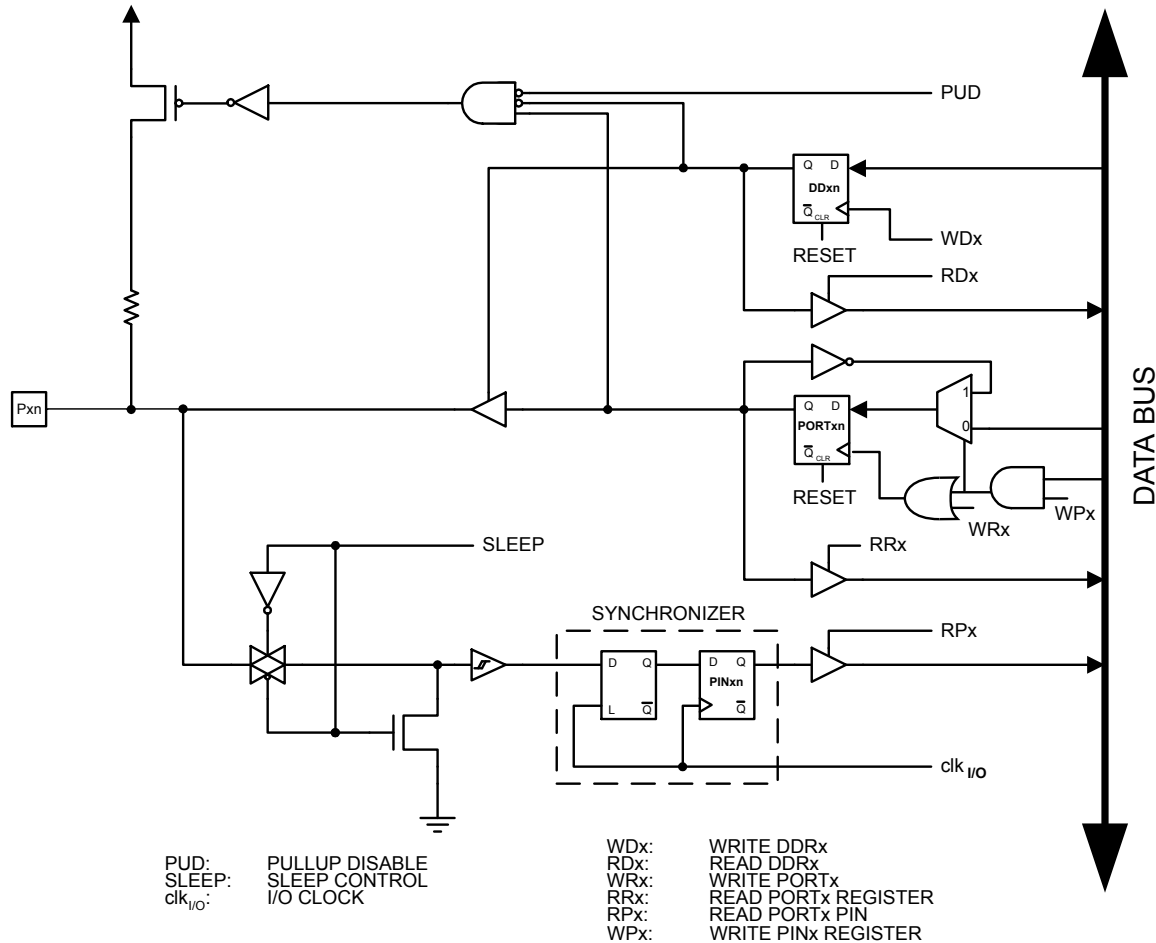 PUD
Q D
DDxn
Q CLR
WDx
RESET
RDx
Pxn
1
Q D
PORTxn
0
Q CLR
RESET
WRx
WPx
DATA BUS
SLEEP
RRx
SYNCHRONIZER
RPx
D Q
D Q
PINxn
L Q
Q
clk I/O
PUD: PULLUP DISABLE
SLEEP: SLEEP CONTROL
clkI/O: I/O CLOCK
WDx: WRITE DDRx
RDx: READ DDRx
WRx: WRITE PORTx
RRx: READ PORTx REGISTER
RPx: READ PORTx PIN
WPx: WRITE PINx REGISTER